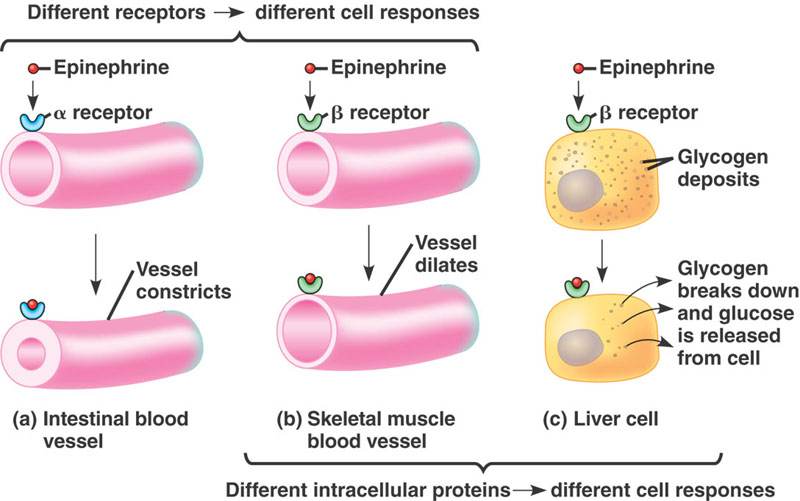 Different receptors → different cell responses
Epinephrine
α receptor
Vessel
constricts
(a) Intestinal blood
vessel
Epinephrine
β receptor
Vessel
dilates
(b) Skeletal muscle
blood vessel
Epinephrine
β receptor
Glycogen
deposits
Glycogen
breaks down
and glucose
is released
from cell
(c) Liver cell
Different intracellular proteins → different cell responses